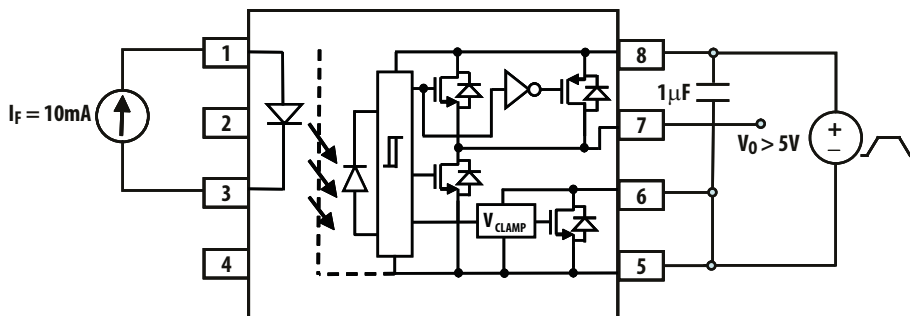 1
8
1μF
I_F = 10mA
2
7
V_O > 5V
+
−
3
6
V_CLAMP
4
5